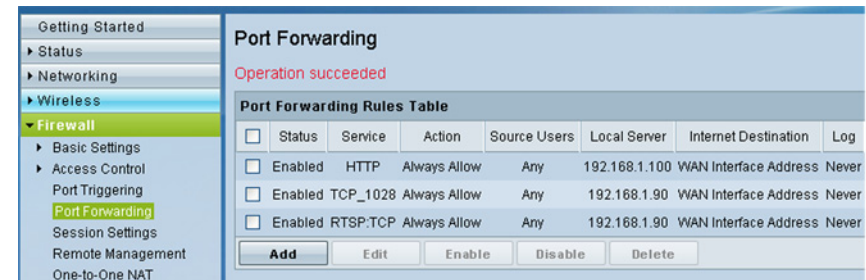 Getting Started
Status
Networking
Wireless
Firewall
Basic Settings
Access Control
Port Triggering
Port Forwarding
Session Settings
Remote Management
One-to-One NAT
Port Forwarding
Operation succeeded
Port Forwarding Rules Table
Status Service Action Source Users Local Server Internet Destination Log
Enabled HTTP Always Allow Any 192.168.1.100 WAN Interface Address Never
Enabled TCP_1028 Always Allow Any 192.168.1.90 WAN Interface Address Never
Enabled RTSP:TCP Always Allow Any 192.168.1.90 WAN Interface Address Never
Add Edit Enable Disable Delete